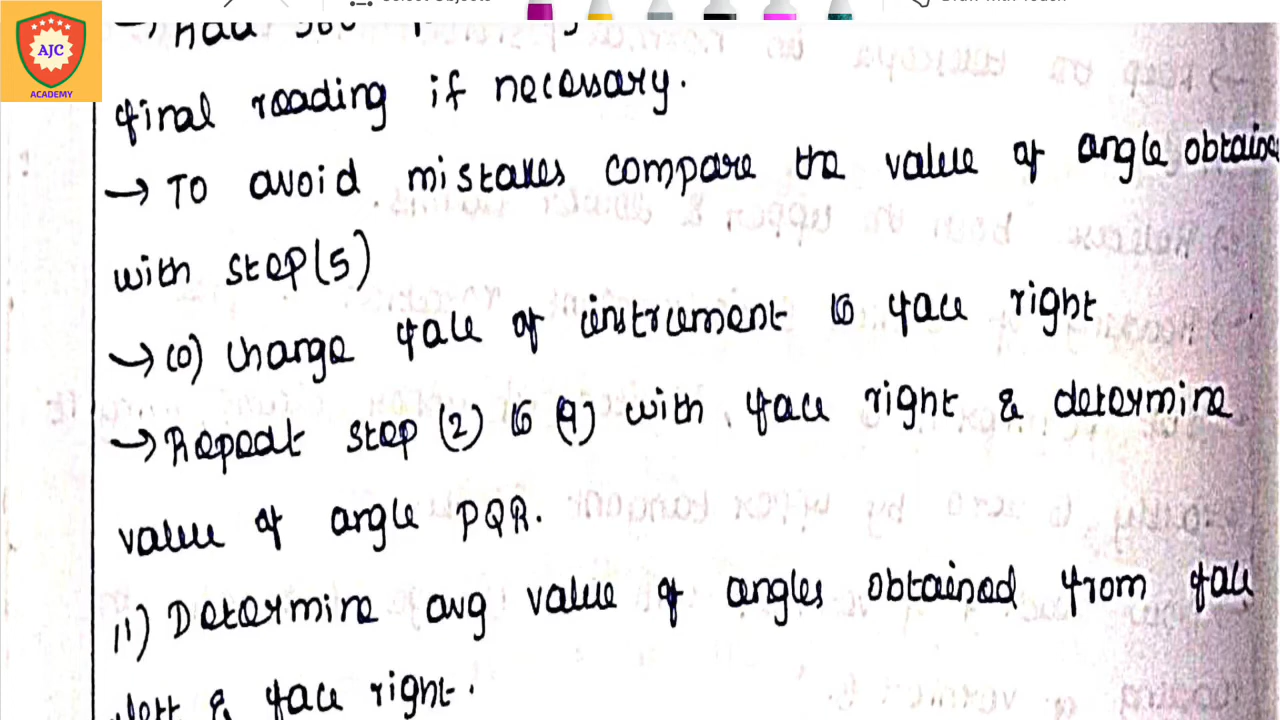 AJC
ACADEMY
final reading if necessary.
→ To avoid mistakes compare the value of angle obtained
with step(5)
→ 10) change face of instrument to face right
→ Repeat step (2) to (9) with face right & determine
value of angle PQR.
11) Determine avg value of angles obtained from face
left & face right.